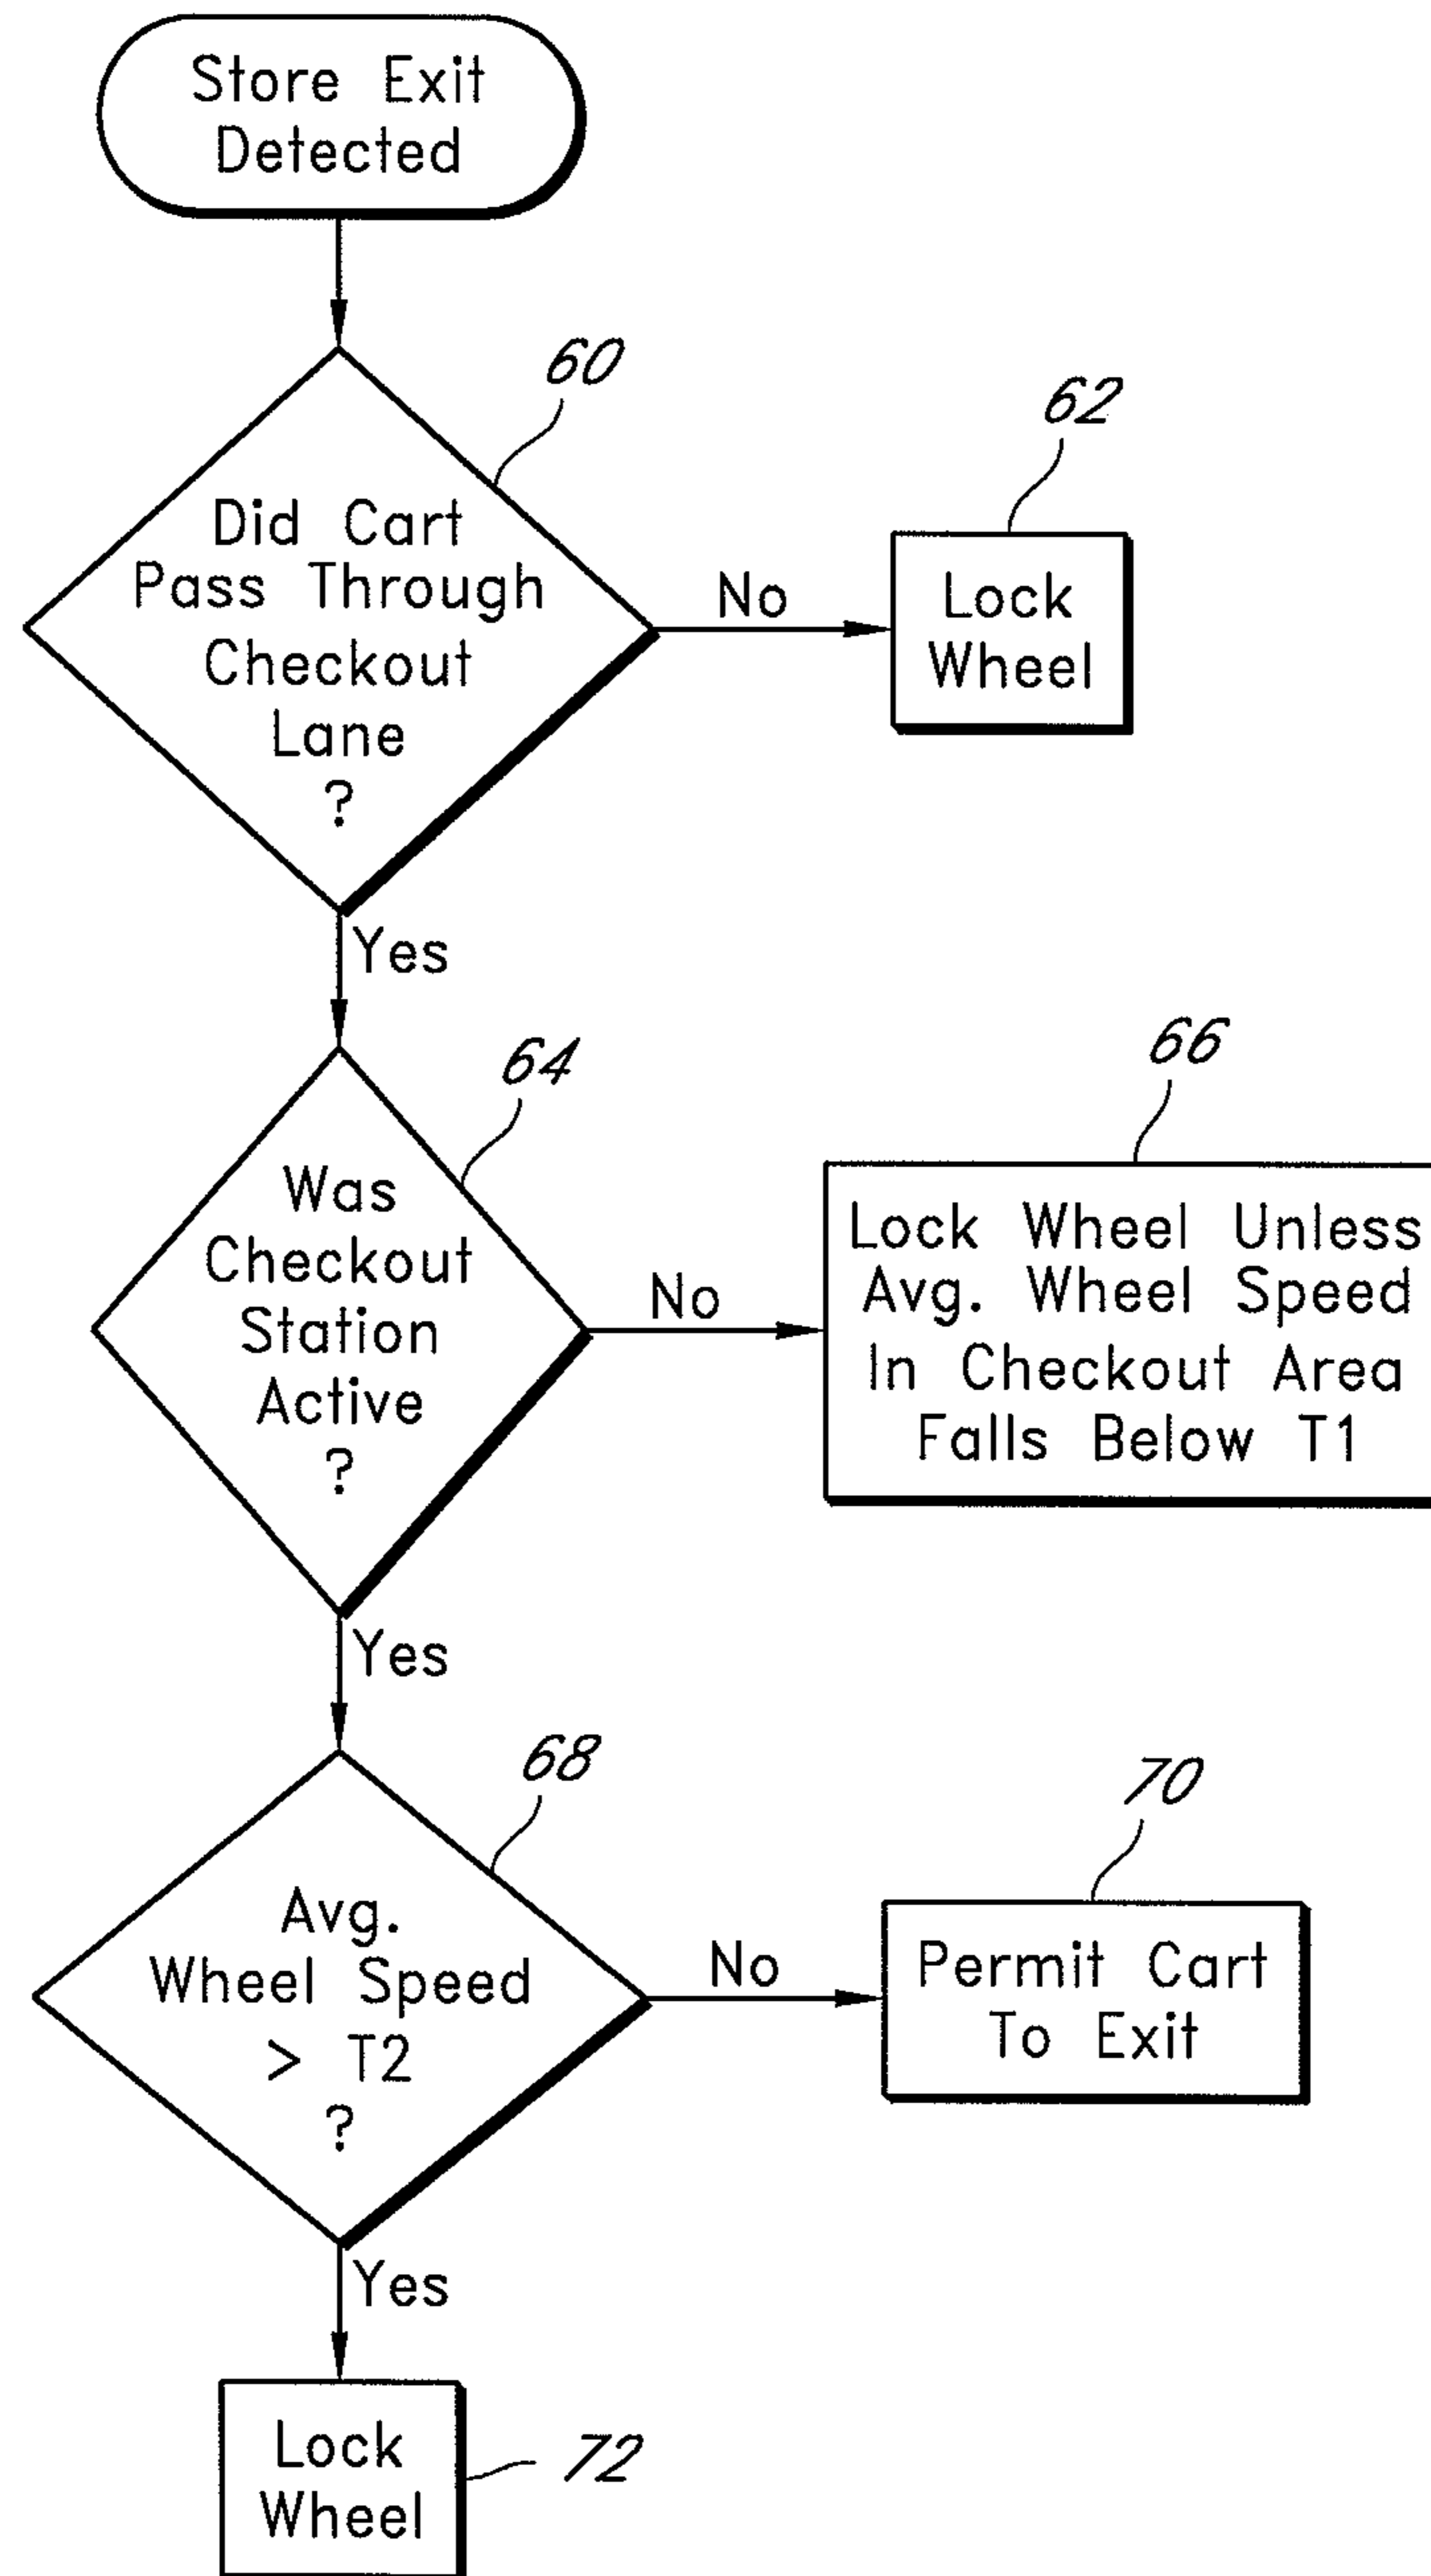 Store Exit
Detected
60
Did Cart
Pass Through
Checkout
Lane
?
No
62
Lock
Wheel
Yes
64
Was
Checkout
Station
Active
?
No
66
Lock Wheel Unless
Avg. Wheel Speed
In Checkout Area
Falls Below T1
Yes
68
Avg.
Wheel Speed
> T2
?
No
70
Permit Cart
To Exit
Yes
Lock
Wheel
72